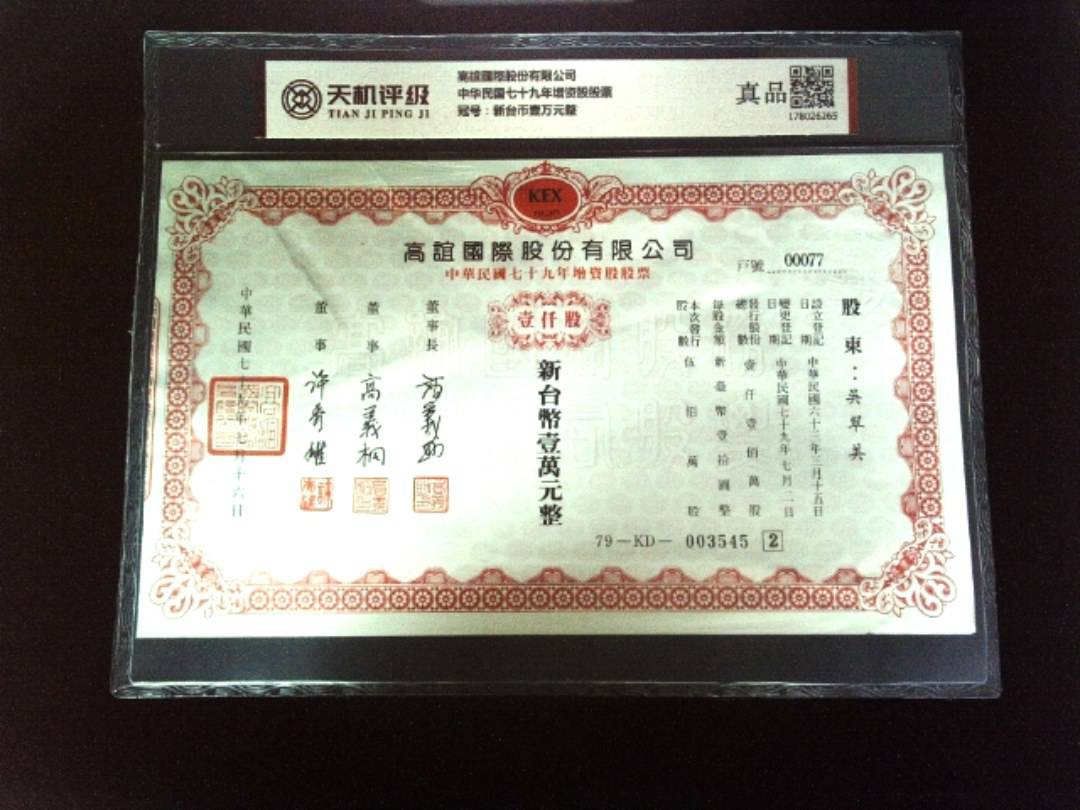 天机评级
TIAN JI PING JI
高誼國際股份有限公司
中华民国七十九年增资股股票
冠号：新台币壹万元整
真品
178026265
KEX
高誼國際股份有限公司
中華民國七十九年增資股股票
戶號 00077
壹仟股
股東：吳翠英
設立登記日期 中華民國六十三年三月十五日
變更登記日期 中華民國七十九年七月二日
發行股份總數 壹仟壹佰萬股
每股金額 新臺幣壹拾圓整
本次發行股數 伍佰萬股
新台幣壹萬元整
董事長
董事 高義桐
董事 許秀
中華民國七十九年七月十六日
79－KD－ 003545 2